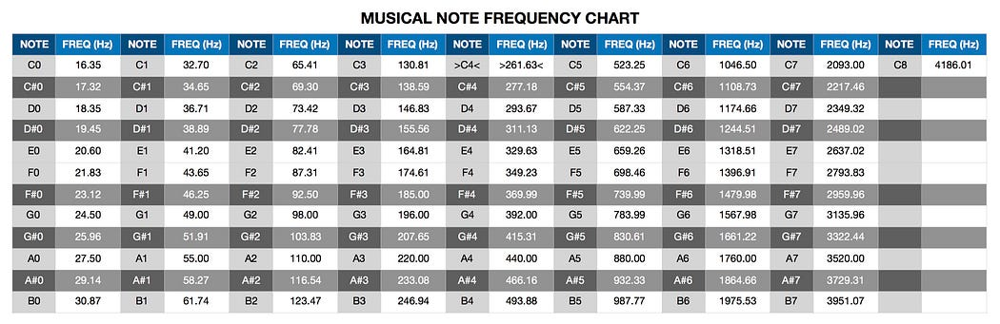 MUSICAL NOTE FREQUENCY CHART
NOTE FREQ (Hz) NOTE FREQ (Hz) NOTE FREQ (Hz) NOTE FREQ (Hz) NOTE FREQ (Hz) NOTE FREQ (Hz) NOTE FREQ (Hz) NOTE FREQ (Hz) NOTE FREQ (Hz)
C0 16.35 C1 32.70 C2 65.41 C3 130.81 >C4< >261.63< C5 523.25 C6 1046.50 C7 2093.00 C8 4186.01
C#0 17.32 C#1 34.65 C#2 69.30 C#3 138.59 C#4 277.18 C#5 554.37 C#6 1108.73 C#7 2217.46
D0 18.35 D1 36.71 D2 73.42 D3 146.83 D4 293.67 D5 587.33 D6 1174.66 D7 2349.32
D#0 19.45 D#1 38.89 D#2 77.78 D#3 155.56 D#4 311.13 D#5 622.25 D#6 1244.51 D#7 2489.02
E0 20.60 E1 41.20 E2 82.41 E3 164.81 E4 329.63 E5 659.26 E6 1318.51 E7 2637.02
F0 21.83 F1 43.65 F2 87.31 F3 174.61 F4 349.23 F5 698.46 F6 1396.91 F7 2793.83
F#0 23.12 F#1 46.25 F#2 92.50 F#3 185.00 F#4 369.99 F#5 739.99 F#6 1479.98 F#7 2959.96
G0 24.50 G1 49.00 G2 98.00 G3 196.00 G4 392.00 G5 783.99 G6 1567.98 G7 3135.96
G#0 25.96 G#1 51.91 G#2 103.83 G#3 207.65 G#4 415.31 G#5 830.61 G#6 1661.22 G#7 3322.44
A0 27.50 A1 55.00 A2 110.00 A3 220.00 A4 440.00 A5 880.00 A6 1760.00 A7 3520.00
A#0 29.14 A#1 58.27 A#2 116.54 A#3 233.08 A#4 466.16 A#5 932.33 A#6 1864.66 A#7 3729.31
B0 30.87 B1 61.74 B2 123.47 B3 246.94 B4 493.88 B5 987.77 B6 1975.53 B7 3951.07